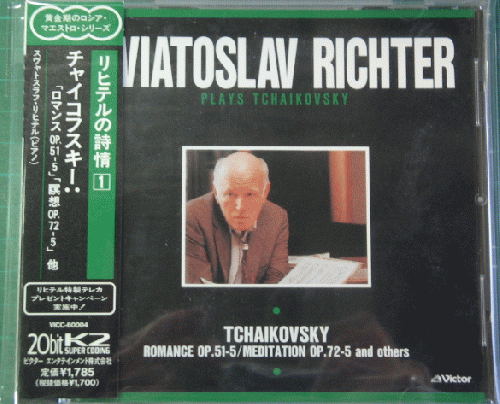 黄金期のロシア・
マエストロ・シリーズ
リヒテルの詩情 1
チャイコフスキー:
「ロマンスOP.51-5」「瞑想OP.72-5」他
スヴャトスラフ・リヒテル(ピアノ)
リヒテル特製テレカ
プレゼントキャンペーン
実施中!
VICC-60084
20bit K2
SUPER CODING
ビクター エンタテインメント株式会社
定価¥1,785
(税抜価格¥1,700)
VIATOSLAV RICHTER
PLAYS TCHAIKOVSKY
TCHAIKOVSKY
ROMANCE OP.51-5/MEDITATION OP.72-5 and others
Victor